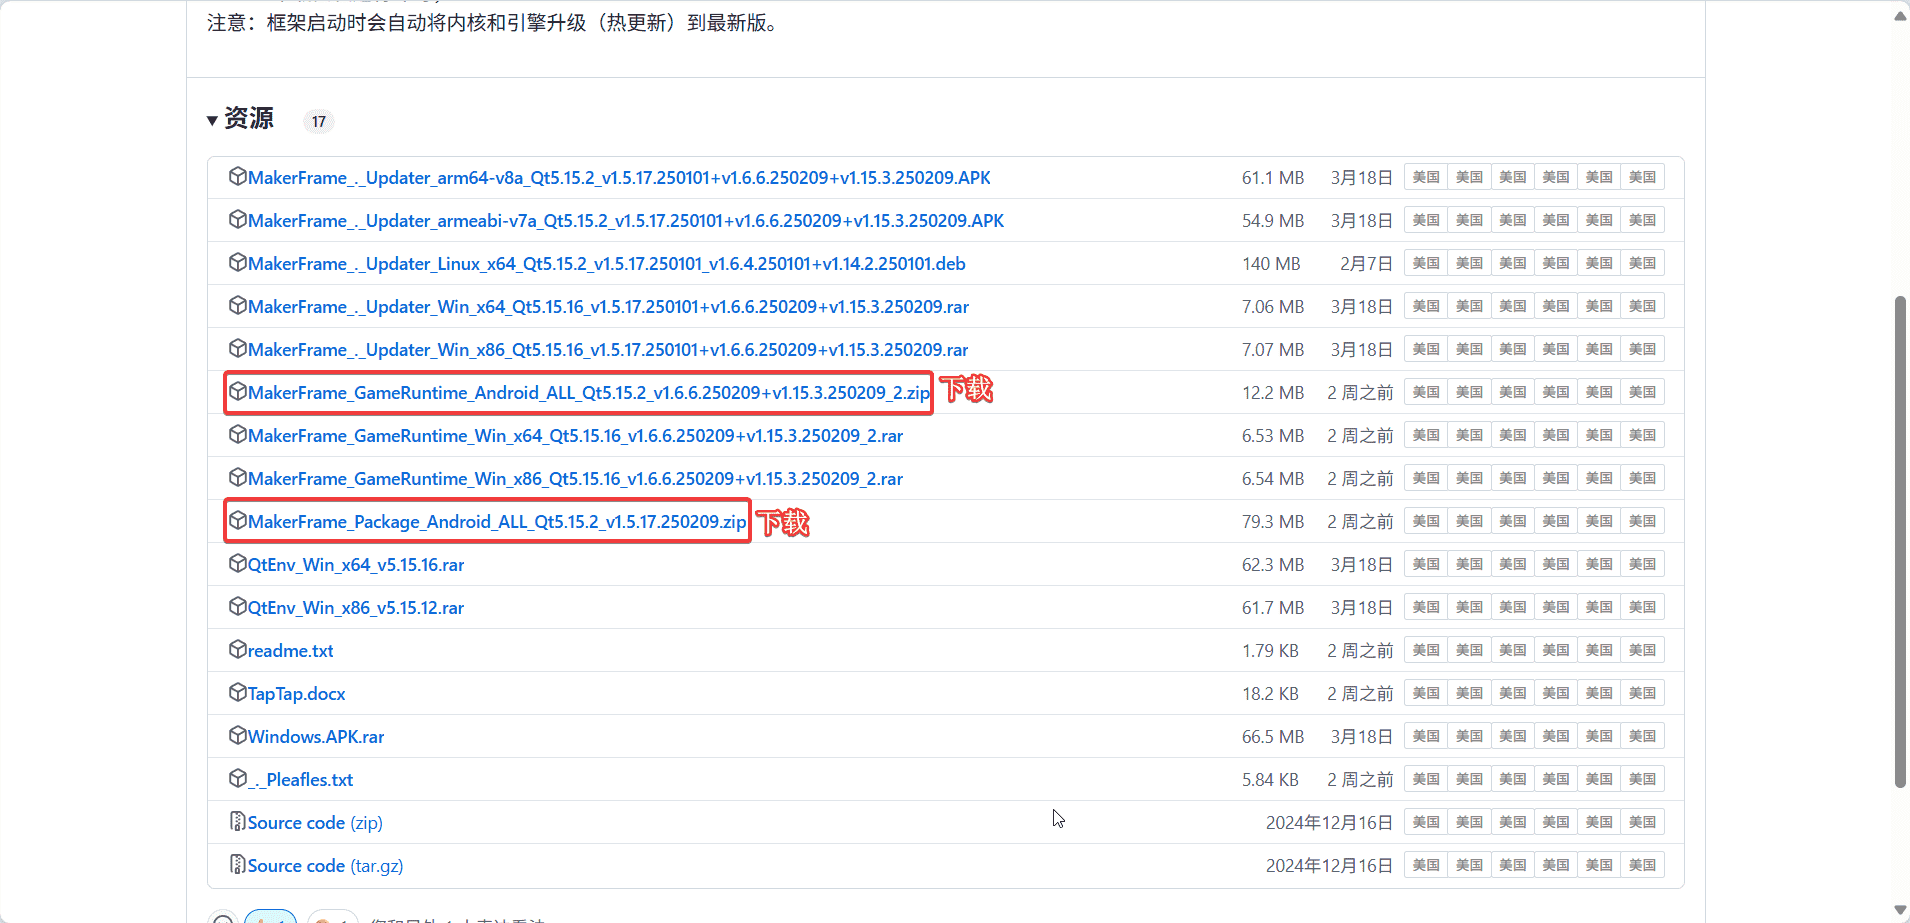 注意：框架启动时会自动将内核和引擎升级（热更新）到最新版。
资源 17
MakerFrame_._Updater_arm64-v8a_Qt5.15.2_v1.5.17.250101+v1.6.6.250209+v1.15.3.250209.APK 61.1 MB 3月18日 美国 美国 美国 美国 美国 美国
MakerFrame_._Updater_armeabi-v7a_Qt5.15.2_v1.5.17.250101+v1.6.6.250209+v1.15.3.250209.APK 54.9 MB 3月18日 美国 美国 美国 美国 美国 美国
MakerFrame_._Updater_Linux_x64_Qt5.15.2_v1.5.17.250101_v1.6.4.250101+v1.14.2.250101.deb 140 MB 2月7日 美国 美国 美国 美国 美国 美国
MakerFrame_._Updater_Win_x64_Qt5.15.16_v1.5.17.250101+v1.6.6.250209+v1.15.3.250209.rar 7.06 MB 3月18日 美国 美国 美国 美国 美国 美国
MakerFrame_._Updater_Win_x86_Qt5.15.16_v1.5.17.250101+v1.6.6.250209+v1.15.3.250209.rar 7.07 MB 3月18日 美国 美国 美国 美国 美国 美国
MakerFrame_GameRuntime_Android_ALL_Qt5.15.2_v1.6.6.250209+v1.15.3.250209_2.zip 下载 12.2 MB 2 周之前 美国 美国 美国 美国 美国 美国
MakerFrame_GameRuntime_Win_x64_Qt5.15.16_v1.6.6.250209+v1.15.3.250209_2.rar 6.53 MB 2 周之前 美国 美国 美国 美国 美国 美国
MakerFrame_GameRuntime_Win_x86_Qt5.15.16_v1.6.6.250209+v1.15.3.250209_2.rar 6.54 MB 2 周之前 美国 美国 美国 美国 美国 美国
MakerFrame_Package_Android_ALL_Qt5.15.2_v1.5.17.250209.zip 下载 79.3 MB 2 周之前 美国 美国 美国 美国 美国 美国
QtEnv_Win_x64_v5.15.16.rar 62.3 MB 3月18日 美国 美国 美国 美国 美国 美国
QtEnv_Win_x86_v5.15.12.rar 61.7 MB 3月18日 美国 美国 美国 美国 美国 美国
readme.txt 1.79 KB 2 周之前 美国 美国 美国 美国 美国 美国
TapTap.docx 18.2 KB 2 周之前 美国 美国 美国 美国 美国 美国
Windows.APK.rar 66.5 MB 3月18日 美国 美国 美国 美国 美国 美国
_._Pleafles.txt 5.84 KB 2 周之前 美国 美国 美国 美国 美国 美国
Source code (zip) 2024年12月16日 美国 美国 美国 美国 美国 美国
Source code (tar.gz) 2024年12月16日 美国 美国 美国 美国 美国 美国